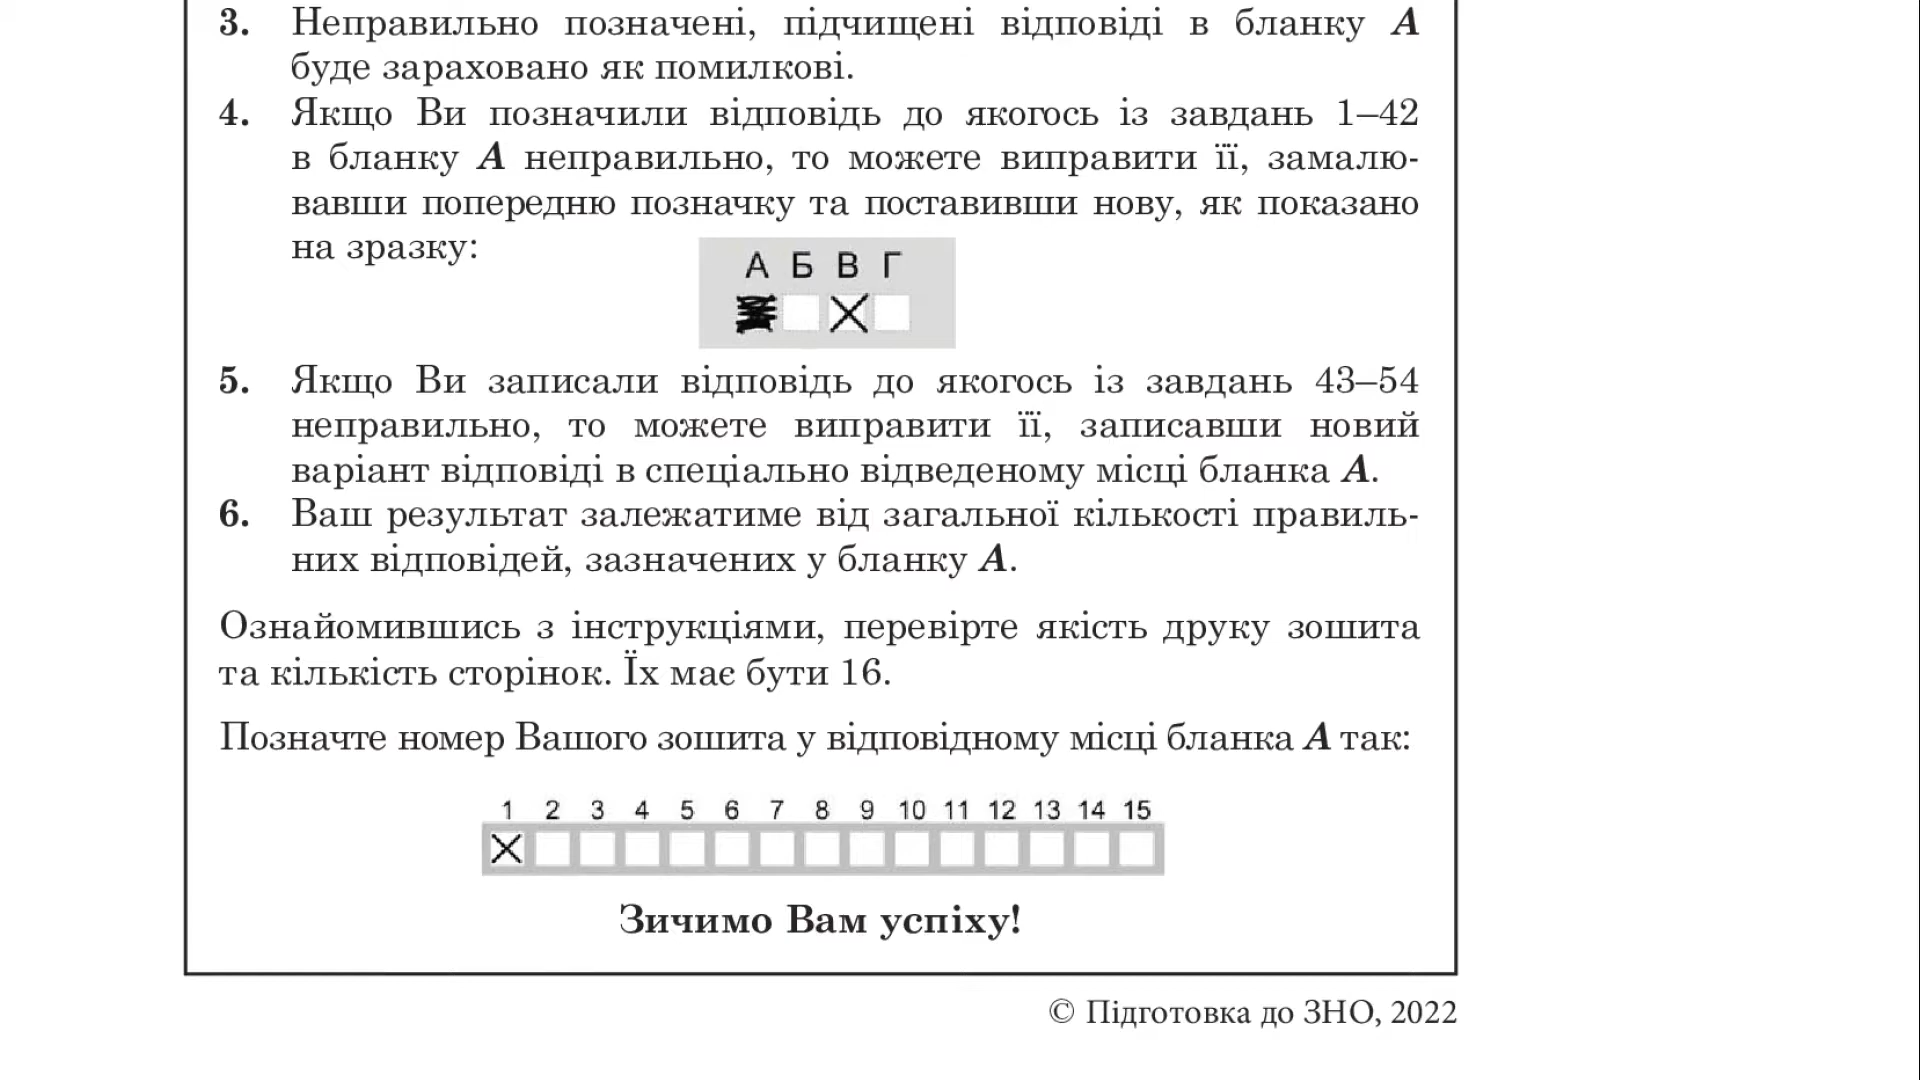 3. Неправильно позначені, підчищені відповіді в бланку А
буде зараховано як помилкові.
4. Якщо Ви позначили відповідь до якогось із завдань 1–42
в бланку А неправильно, то можете виправити її, замалю-
вавши попередню позначку та поставивши нову, як показано
на зразку:
А Б В Г
5. Якщо Ви записали відповідь до якогось із завдань 43–54
неправильно, то можете виправити її, записавши новий
варіант відповіді в спеціально відведеному місці бланка А.
6. Ваш результат залежатиме від загальної кількості правиль-
них відповідей, зазначених у бланку А.
Ознайомившись з інструкціями, перевірте якість друку зошита
та кількість сторінок. Їх має бути 16.
Позначте номер Вашого зошита у відповідному місці бланка А так:
1 2 3 4 5 6 7 8 9 10 11 12 13 14 15
Зичимо Вам успіху!
© Підготовка до ЗНО, 2022